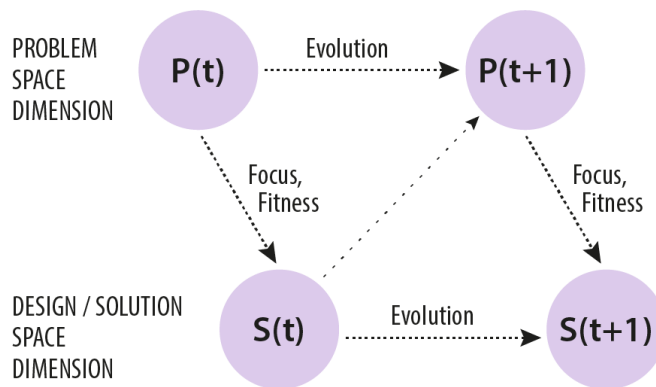 PROBLEM
SPACE
DIMENSION
P(t)
Evolution
P(t+1)
Focus,
Fitness
Focus,
Fitness
DESIGN / SOLUTION
SPACE
DIMENSION
S(t)
Evolution
S(t+1)